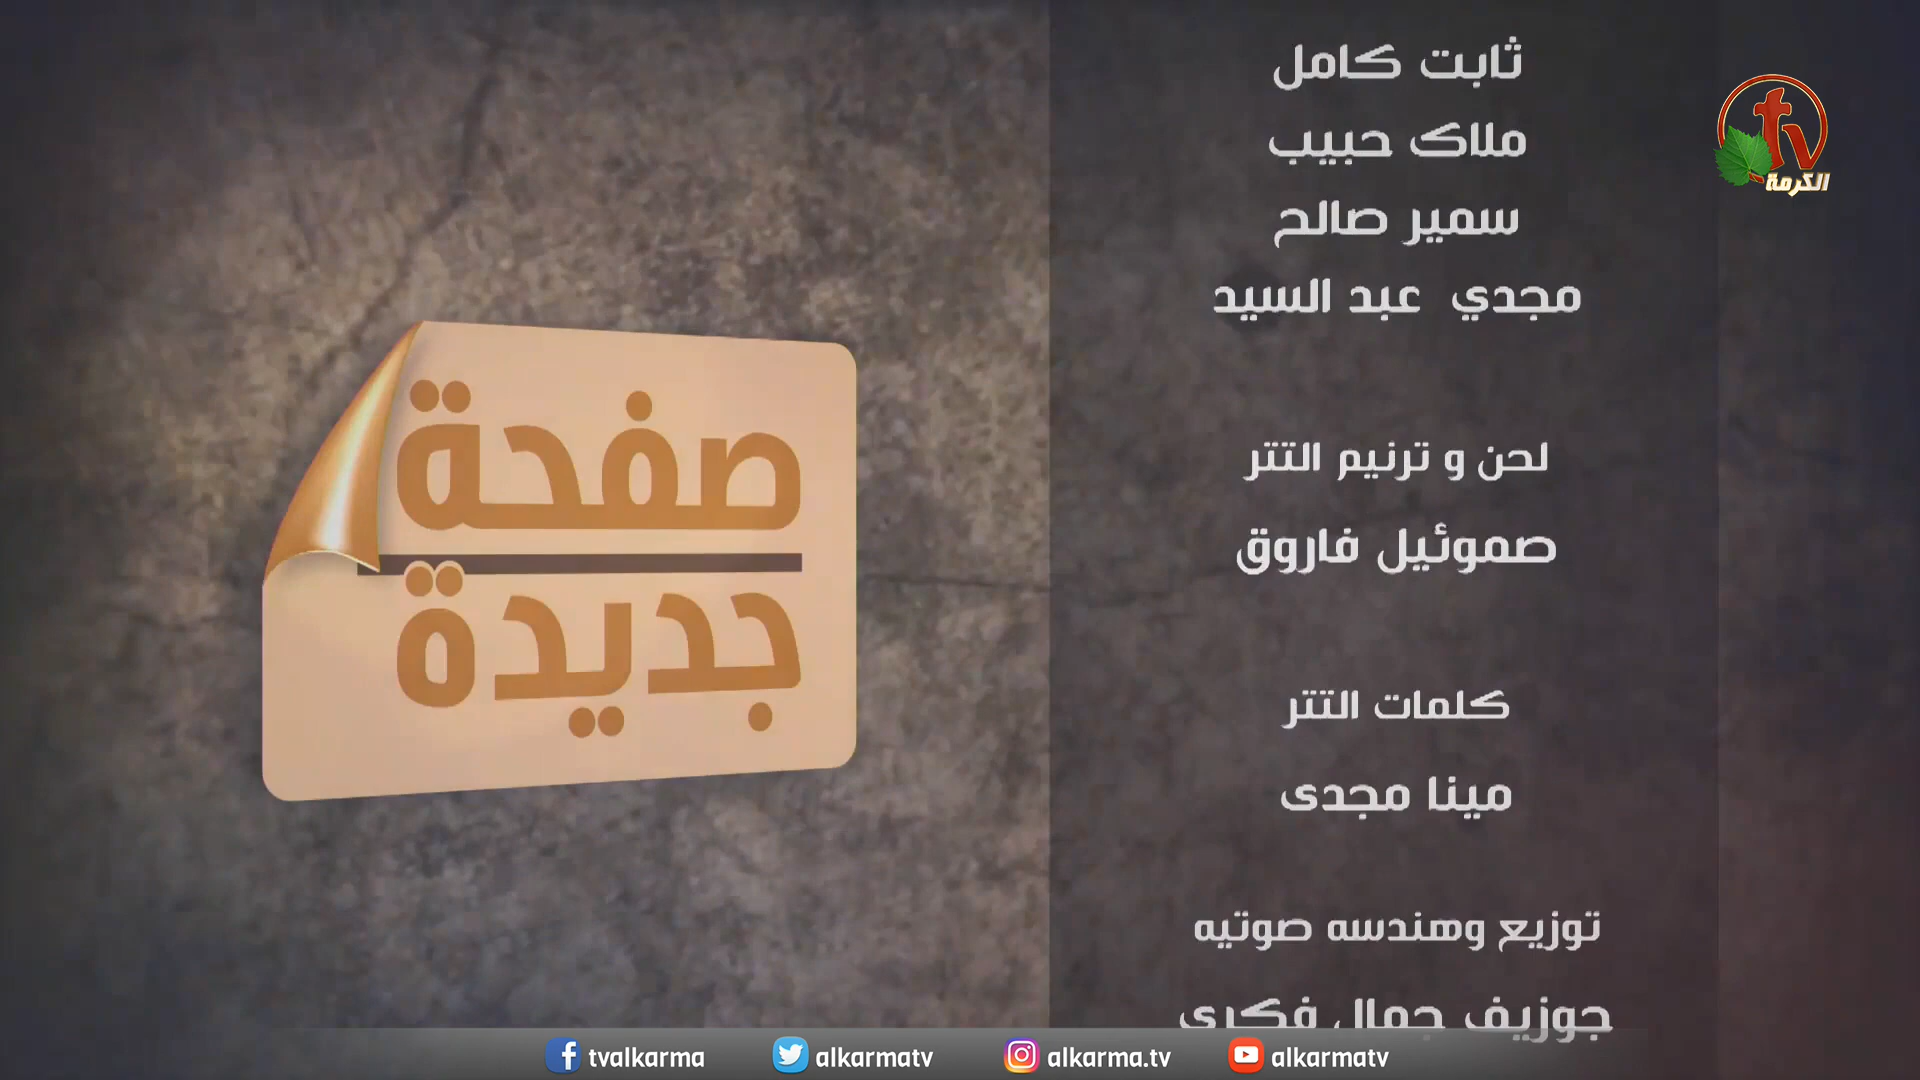 ثابت كامل
ملاك حبيب
سمير صالح
مجدي عبد السيد
لحن و ترنيم التتر
صموئيل فاروق
كلمات التتر
مينا مجدى
توزيع وهندسه صوتيه
جوزيف جمال فكرى
صفحة
جديدة
tv
الكرمة
tvalkarma
alkarmatv
alkarma.tv
alkarmatv